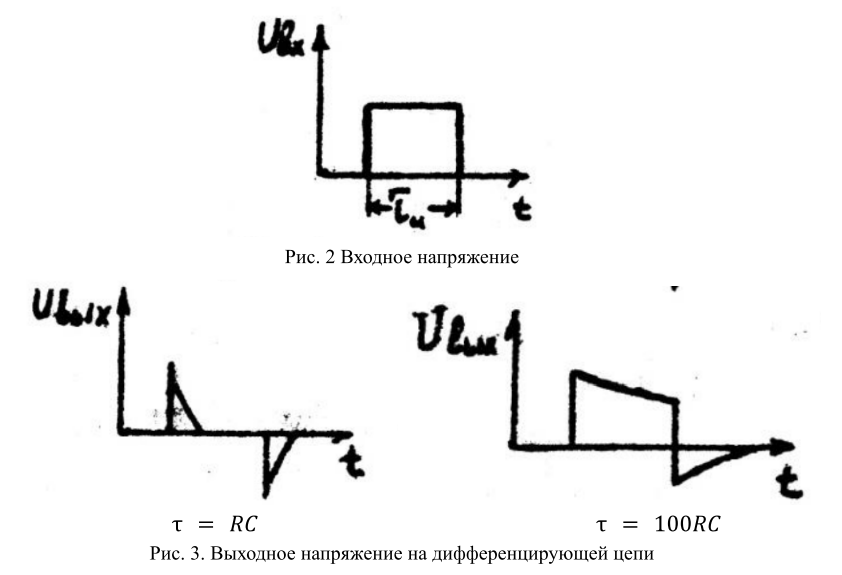 Uвх
τи
t
Рис. 2 Входное напряжение
Uвых
Uвых
t
t
τ = RC
τ = 100RC
Рис. 3. Выходное напряжение на дифференцирующей цепи